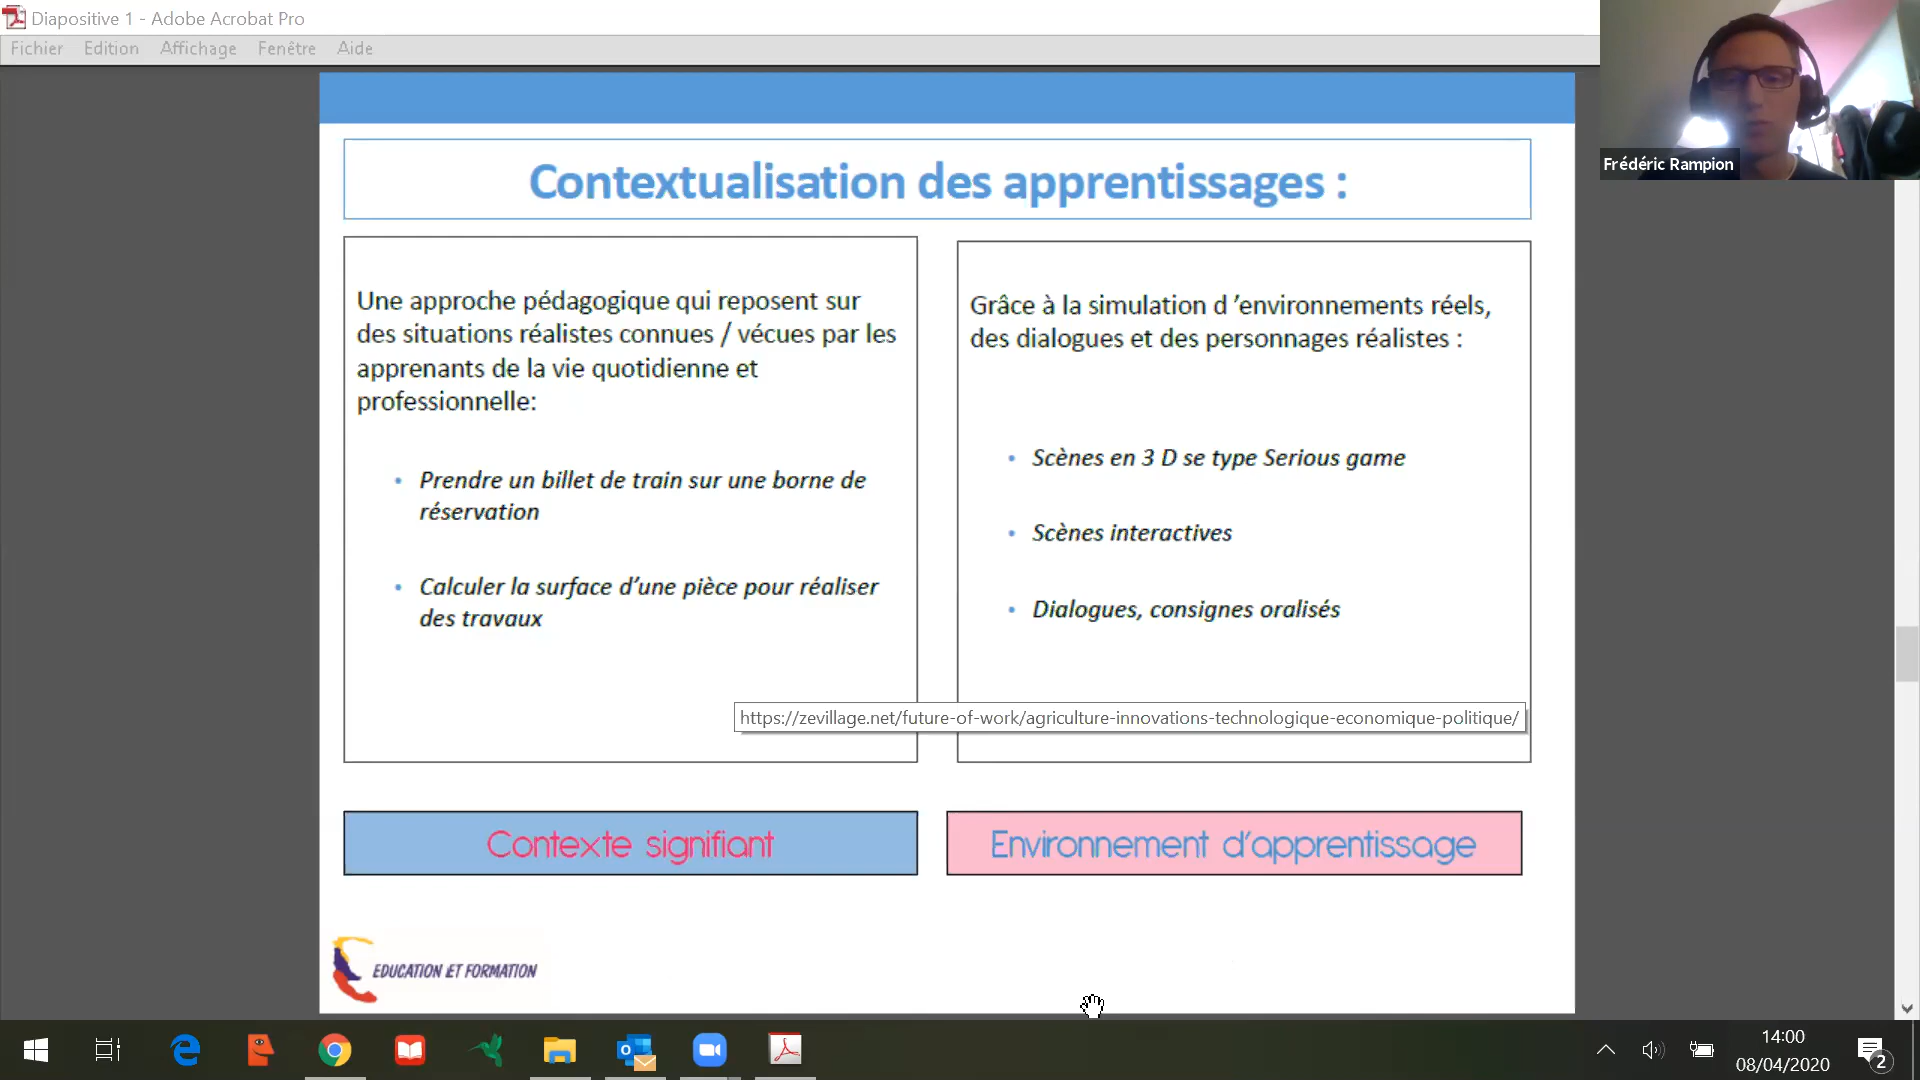 Diapositive 1 - Adobe Acrobat Pro
Fichier Edition Affichage Fenêtre Aide
Frédéric Rampion
Contextualisation des apprentissages :
Une approche pédagogique qui reposent sur
des situations réalistes connues / vécues par les
apprenants de la vie quotidienne et
professionnelle:
• Prendre un billet de train sur une borne de
réservation
• Calculer la surface d’une pièce pour réaliser
des travaux
Grâce à la simulation d ’environnements réels,
des dialogues et des personnages réalistes :
• Scènes en 3 D se type Serious game
• Scènes interactives
• Dialogues, consignes oralisés
https://zevillage.net/future-of-work/agriculture-innovations-technologique-economique-politique/
Contexte signifiant
Environnement d’apprentissage
EDUCATION ET FORMATION
14:00
08/04/2020
2